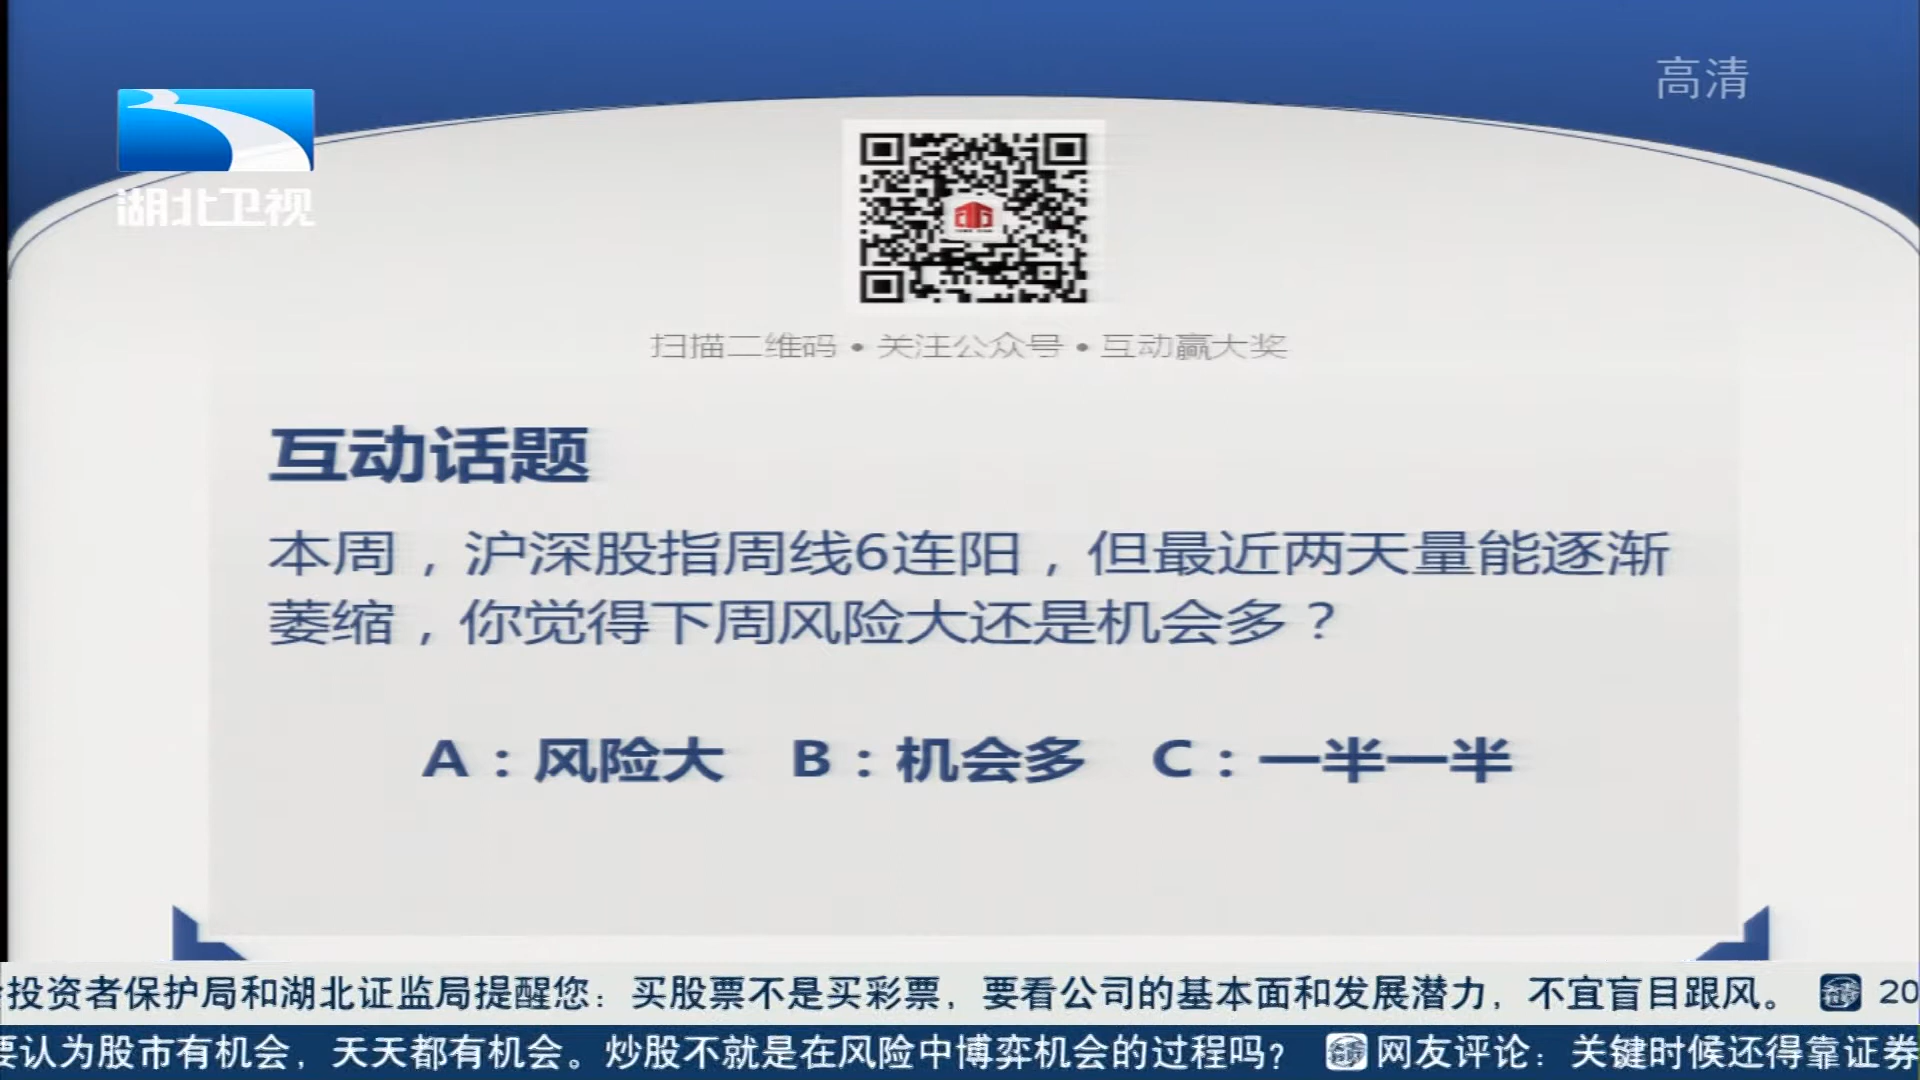 高清
湖北卫视
扫描二维码•关注公众号•互动赢大奖
互动话题
本周，沪深股指周线6连阳，但最近两天量能逐渐
萎缩，你觉得下周风险大还是机会多？
A：风险大 B：机会多 C：一半一半
投资者保护局和湖北证监局提醒您：买股票不是买彩票，要看公司的基本面和发展潜力，不宜盲目跟风。 20
要认为股市有机会，天天都有机会。炒股不就是在风险中博弈机会的过程吗？ 网友评论：关键时候还得靠证券